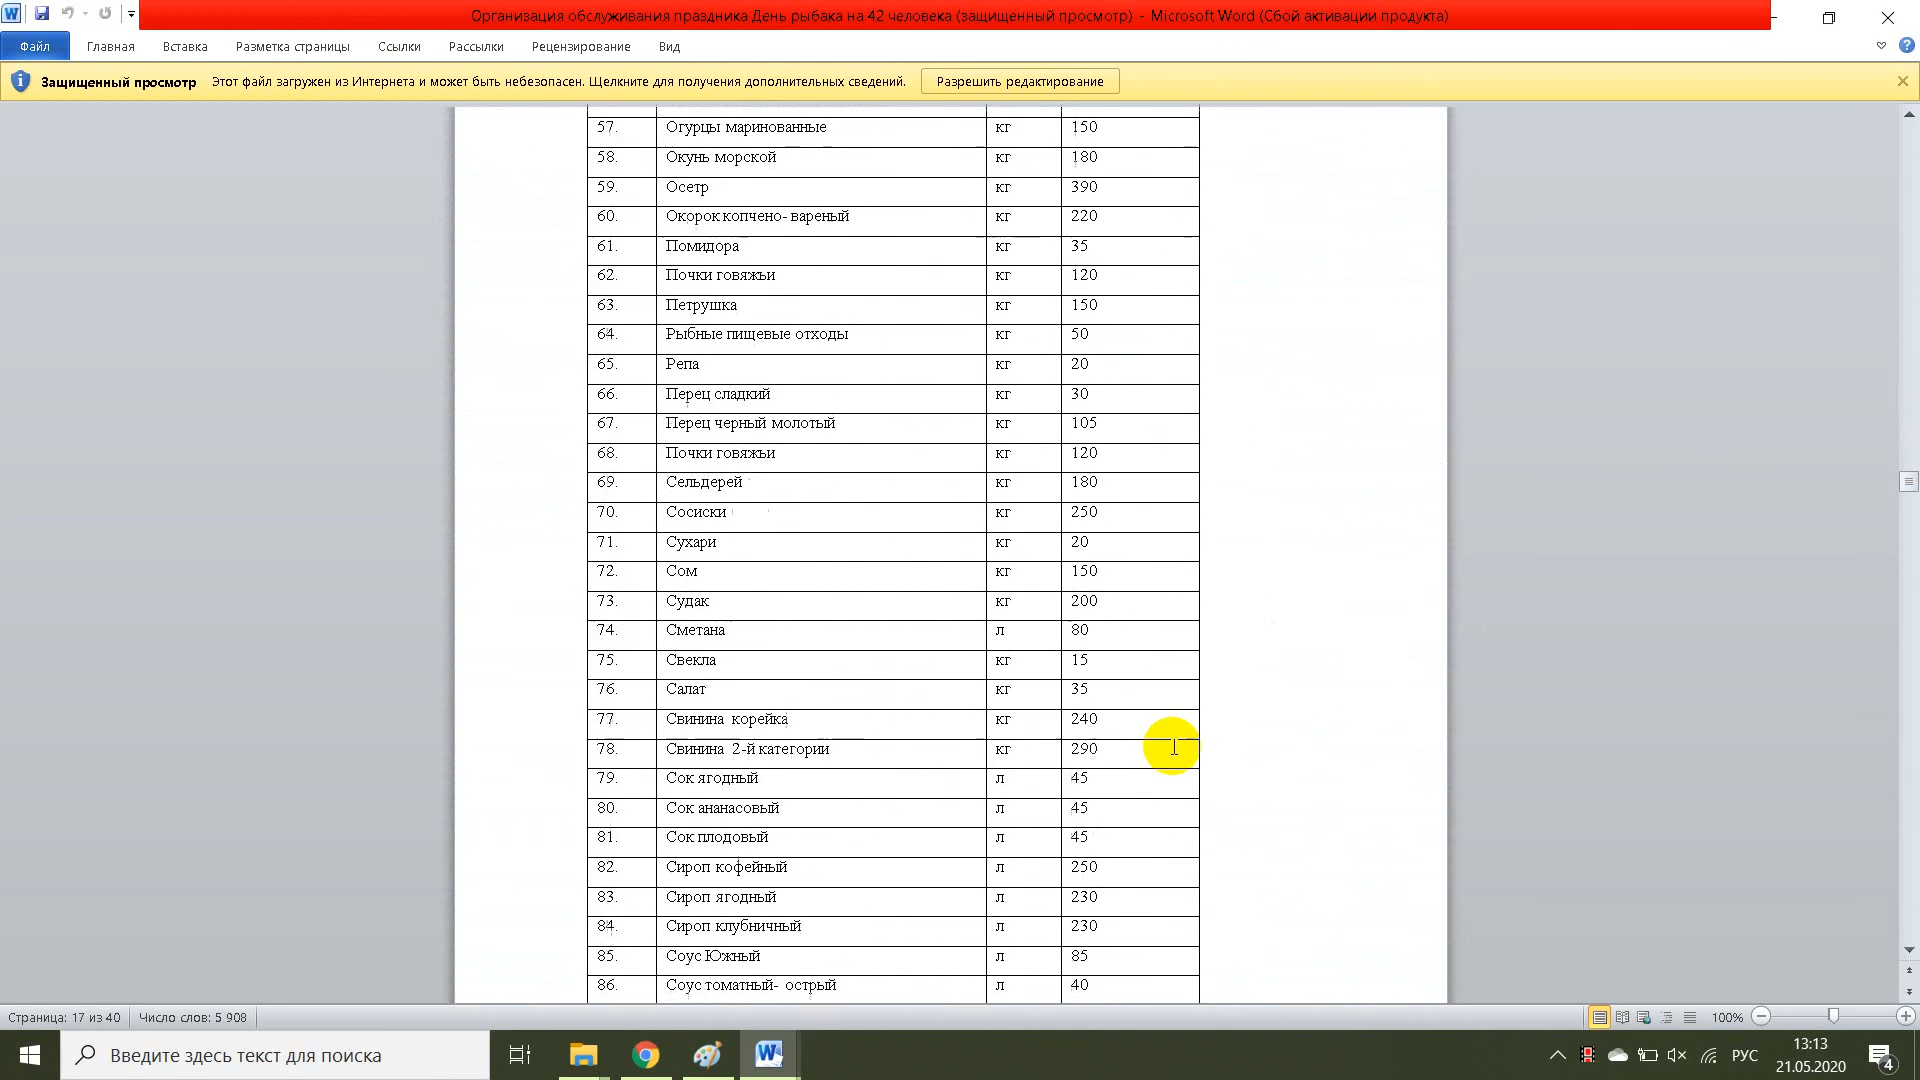 Организация обслуживания праздника День рыбака на 42 человека (защищенный просмотр) - Microsoft Word (Сбой активации продукта)
Файл Главная Вставка Разметка страницы Ссылки Рассылки Рецензирование Вид
Защищенный просмотр Этот файл загружен из Интернета и может быть небезопасен. Щелкните для получения дополнительных сведений. Разрешить редактирование
57. Огурцы маринованные кг 150
58. Окунь морской кг 180
59. Осетр кг 390
60. Окорок копчено- вареный кг 220
61. Помидора кг 35
62. Почки говяжьи кг 120
63. Петрушка кг 150
64. Рыбные пищевые отходы кг 50
65. Репа кг 20
66. Перец сладкий кг 30
67. Перец черный молотый кг 105
68. Почки говяжьи кг 120
69. Сельдерей кг 180
70. Сосиски кг 250
71. Сухари кг 20
72. Сом кг 150
73. Судак кг 200
74. Сметана л 80
75. Свекла кг 15
76. Салат кг 35
77. Свинина корейка кг 240
78. Свинина 2-й категории кг 290
79. Сок ягодный л 45
80. Сок ананасовый л 45
81. Сок плодовый л 45
82. Сироп кофейный л 250
83. Сироп ягодный л 230
84. Сироп клубничный л 230
85. Соус Южный л 85
86. Соус томатный- острый л 40
Страница: 17 из 40 Число слов: 5 908 100%
Введите здесь текст для поиска
РУС
13:13
21.05.2020
4